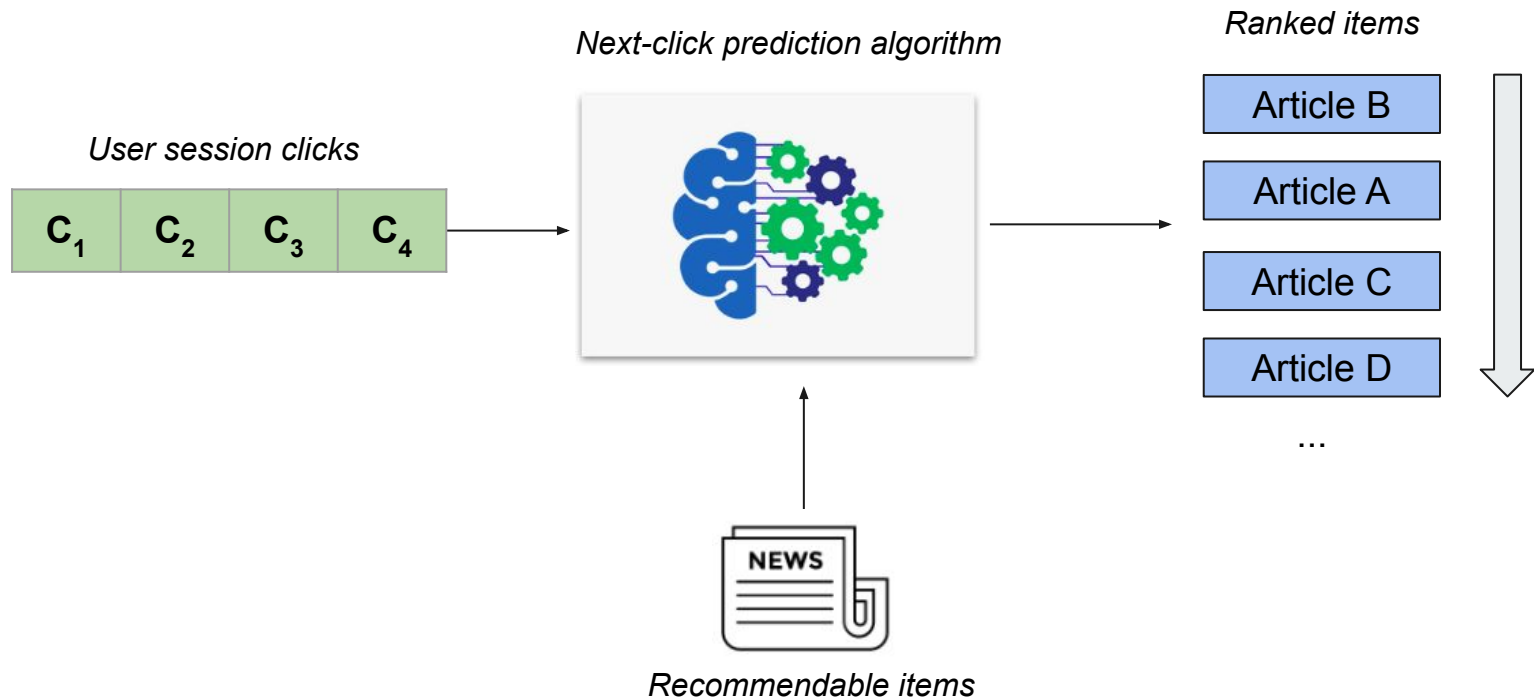 Next-click prediction algorithm
Ranked items
User session clicks
C1 C2 C3 C4
Article B
Article A
Article C
Article D
...
NEWS
Recommendable items